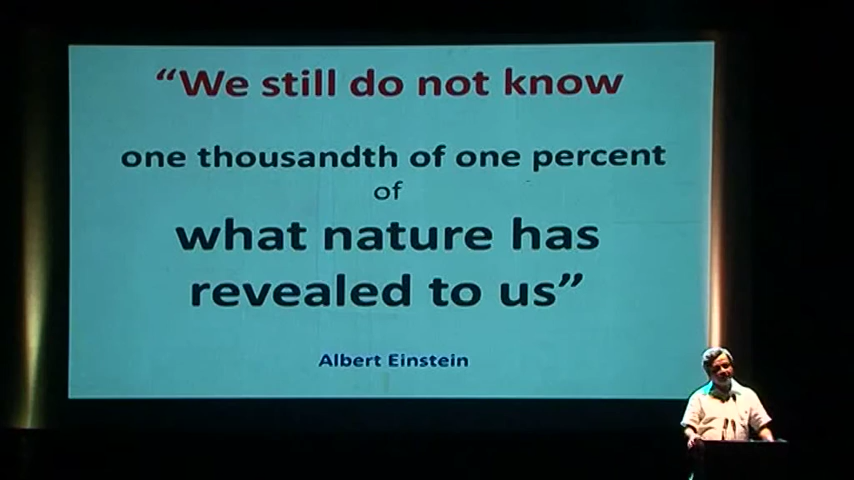 “We still do not know
one thousandth of one percent
of
what nature has
revealed to us”
Albert Einstein